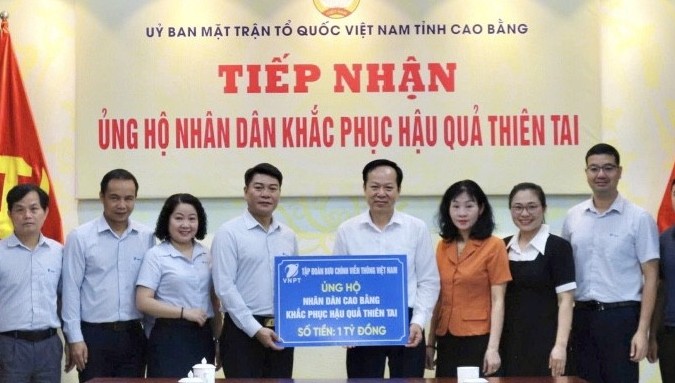 UỶ BAN MẶT TRẬN TỔ QUỐC VIỆT NAM TỈNH CAO BẰNG
TIẾP NHẬN
ỦNG HỘ NHÂN DÂN KHẮC PHỤC HẬU QUẢ THIÊN TAI
VNPT
TẬP ĐOÀN BƯU CHÍNH VIỄN THÔNG VIỆT NAM
ỦNG HỘ
NHÂN DÂN CAO BẰNG
KHẮC PHỤC HẬU QUẢ THIÊN TAI
SỐ TIỀN: 1 TỶ ĐỒNG